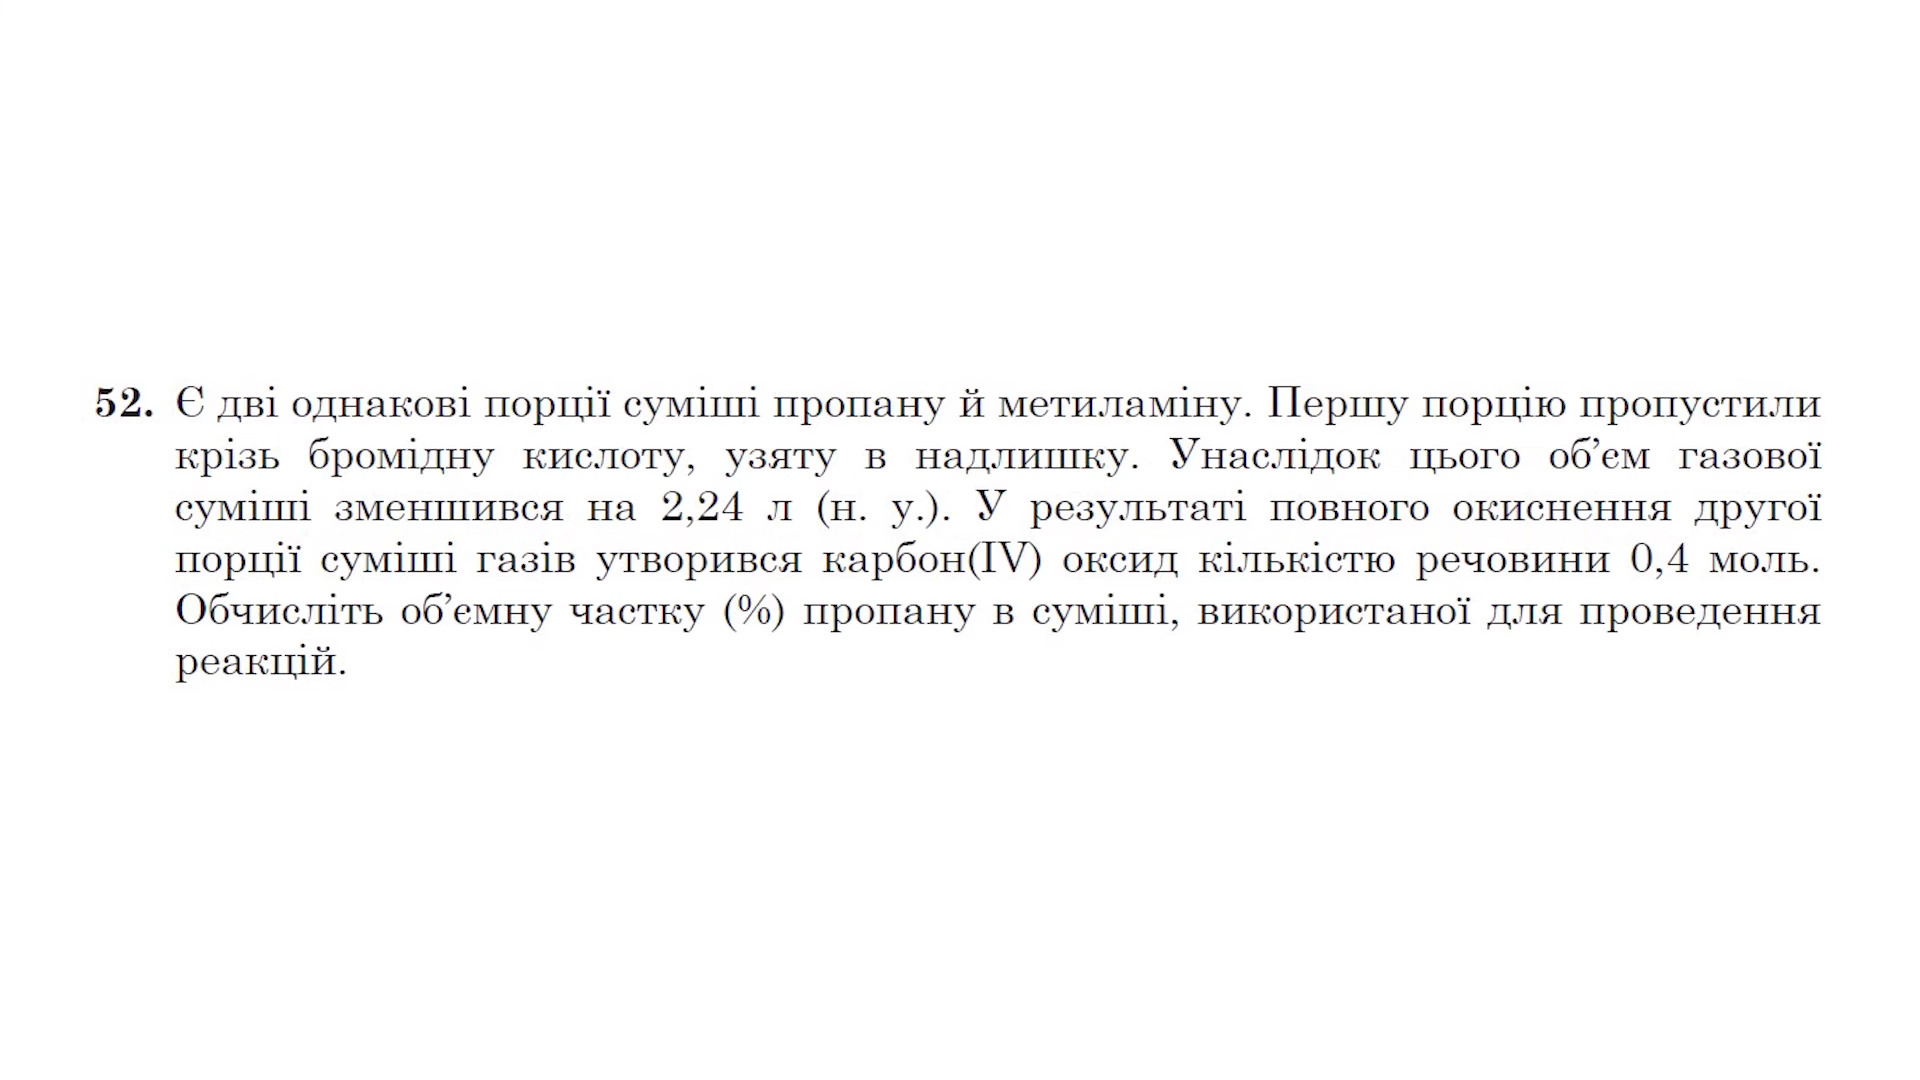 52. Є дві однакові порції суміші пропану й метиламіну. Першу порцію пропустили
крізь бромідну кислоту, узяту в надлишку. Унаслідок цього об’єм газової
суміші зменшився на 2,24 л (н. у.). У результаті повного окиснення другої
порції суміші газів утворився карбон(IV) оксид кількістю речовини 0,4 моль.
Обчисліть об’ємну частку (%) пропану в суміші, використаної для проведення
реакцій.